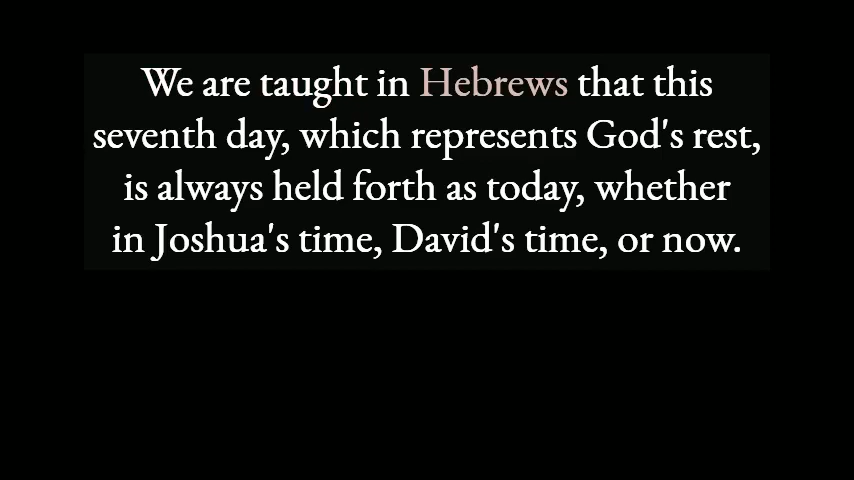 We are taught in Hebrews that this
seventh day, which represents God's rest,
is always held forth as today, whether
in Joshua's time, David's time, or now.